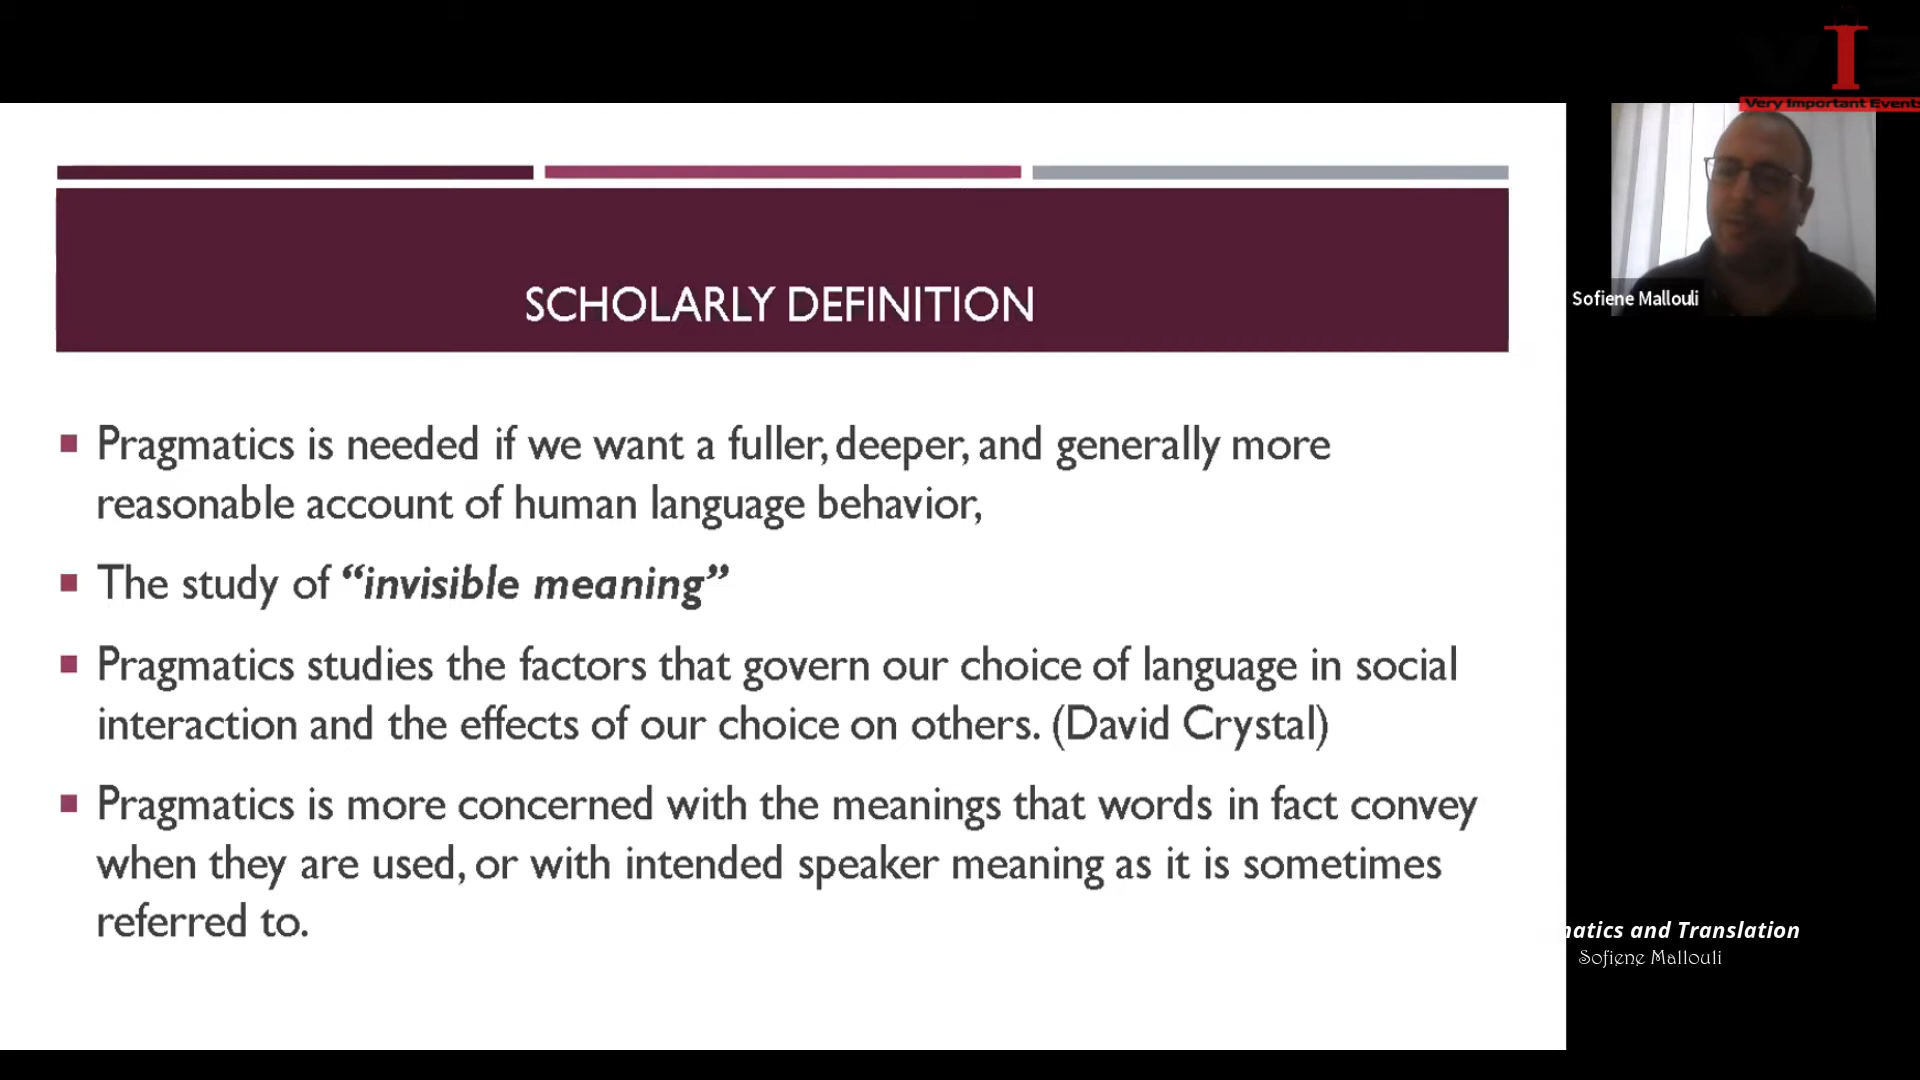 I
Very Important Event
SCHOLARLY DEFINITION
Pragmatics is needed if we want a fuller, deeper, and generally more
reasonable account of human language behavior,
The study of “invisible meaning”
Pragmatics studies the factors that govern our choice of language in social
interaction and the effects of our choice on others. (David Crystal)
Pragmatics is more concerned with the meanings that words in fact convey
when they are used, or with intended speaker meaning as it is sometimes
referred to.
Sofiene Mallouli
matics and Translation
Sofiene Mallouli